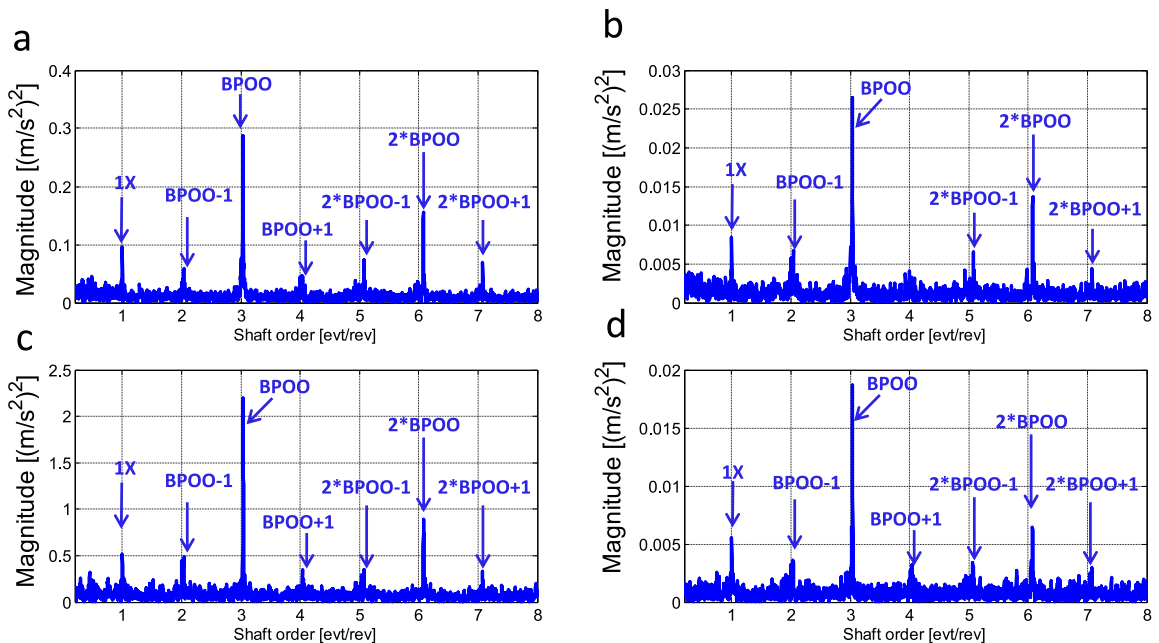 a
Magnitude [(m/s²)²]
0.4
0.3
0.2
0.1
0
1X
BPOO-1
BPOO
BPOO+1
2*BPOO-1
2*BPOO
2*BPOO+1
1 2 3 4 5 6 7 8
Shaft order [evt/rev]
b
Magnitude [(m/s²)²]
0.03
0.025
0.02
0.015
0.01
0.005
0
1X
BPOO-1
BPOO
2*BPOO-1
2*BPOO
2*BPOO+1
1 2 3 4 5 6 7 8
Shaft order [evt/rev]
c
Magnitude [(m/s²)²]
2.5
2
1.5
1
0.5
0
1X
BPOO-1
BPOO
BPOO+1
2*BPOO-1
2*BPOO
2*BPOO+1
1 2 3 4 5 6 7 8
Shaft order [evt/rev]
d
Magnitude [(m/s²)²]
0.02
0.015
0.01
0.005
0
1X
BPOO-1
BPOO
BPOO+1
2*BPOO-1
2*BPOO
2*BPOO+1
1 2 3 4 5 6 7 8
Shaft order [evt/rev]